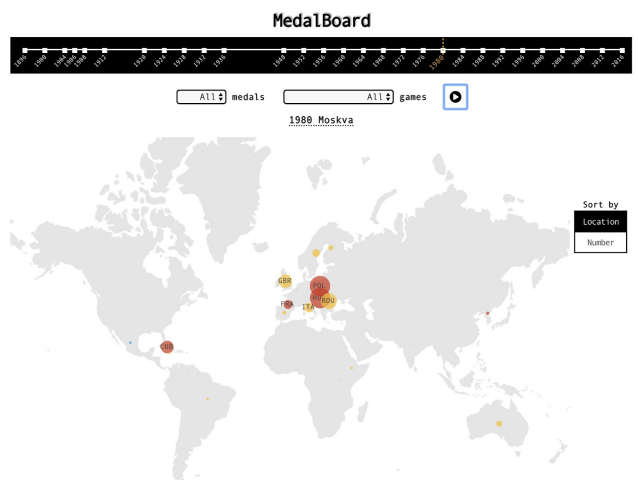 MedalBoard
1896 1900 1904 1906 1908 1912 1920 1924 1928 1932 1936 1948 1952 1956 1960 1964 1968 1972 1976 1980 1984 1988 1992 1996 2000 2004 2008 2012 2016
All medals All games
1980 Moskva
Sort by
Location
Number
GBR
POL
ROU
FRA
ITA
CUB